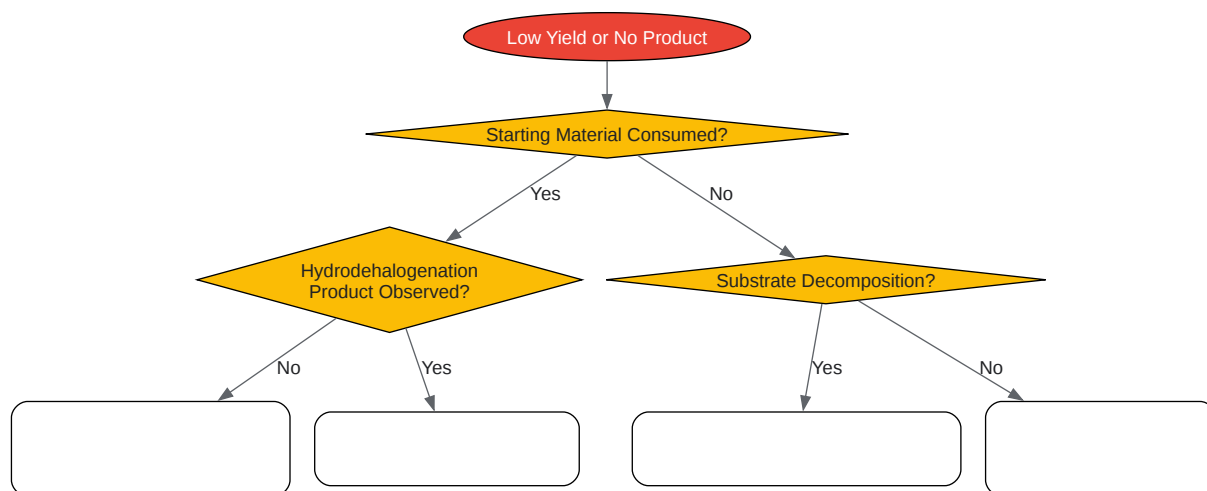 Low Yield or No Product
Starting Material Consumed?
Yes
No
Hydrodehalogenation
Product Observed?
Substrate Decomposition?
No
Yes
Yes
No